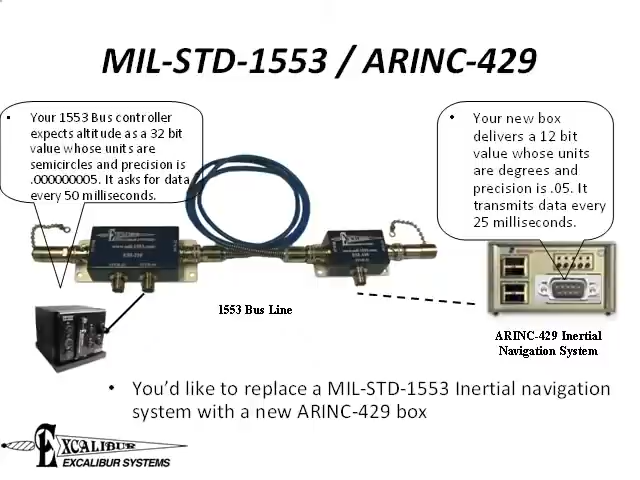 MIL-STD-1553 / ARINC-429
• Your 1553 Bus controller
expects altitude as a 32 bit
value whose units are
semicircles and precision is
.000000005. It asks for data
every 50 milliseconds.
• Your new box
delivers a 12 bit
value whose units
are degrees and
precision is .05. It
transmits data every
25 milliseconds.
EXCALIBUR
1553 Bus Line
ARINC-429 Inertial
Navigation System
• You'd like to replace a MIL-STD-1553 Inertial navigation
system with a new ARINC-429 box
EXCALIBUR
EXCALIBUR SYSTEMS